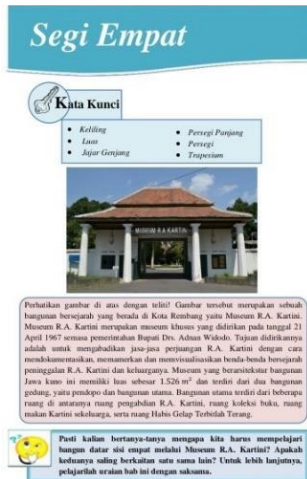 Segi Empat
Kata Kunci
• Keliling
• Luas
• Jajar Genjang
• Persegi Panjang
• Persegi
• Trapesium
MUSEUM R.A. KARTINI
Perhatikan gambar di atas dengan teliti! Gambar tersebut merupakan sebuah
bangunan bersejarah yang berada di Kota Rembang yaitu Museum R.A. Kartini.
Museum R.A. Kartini merupakan museum khusus yang didirikan pada tanggal 21
April 1967 semasa pemerintahan Bupati Drs. Adnan Widodo. Tujuan didirikannya
adalah untuk mengabadikan jasa-jasa perjuangan R.A. Kartini dengan cara
mendokumentasikan, memamerkan dan memvisualisasikan benda-benda bersejarah
peninggalan R.A. Kartini dan keluarganya. Museum yang berarsitektur bangunan
Jawa kuno ini memiliki luas sebesar 1.526 m² dan terdiri dari dua bangunan
gedung, yaitu pendopo dan bangunan utama. Bangunan utama terdiri dari beberapa
ruang di antaranya ruang pengabdian R.A. Kartini, ruang koleksi buku, ruang
makan Kartini sekeluarga, serta ruang Habis Gelap Terbitlah Terang.
Pasti kalian bertanya-tanya mengapa kita harus mempelajari
bangun datar sisi empat melalui Museum R.A. Kartini? Apakah
keduanya saling berkaitan satu sama lain? Untuk lebih lanjutnya,
pelajarilah uraian bab ini dengan saksama.